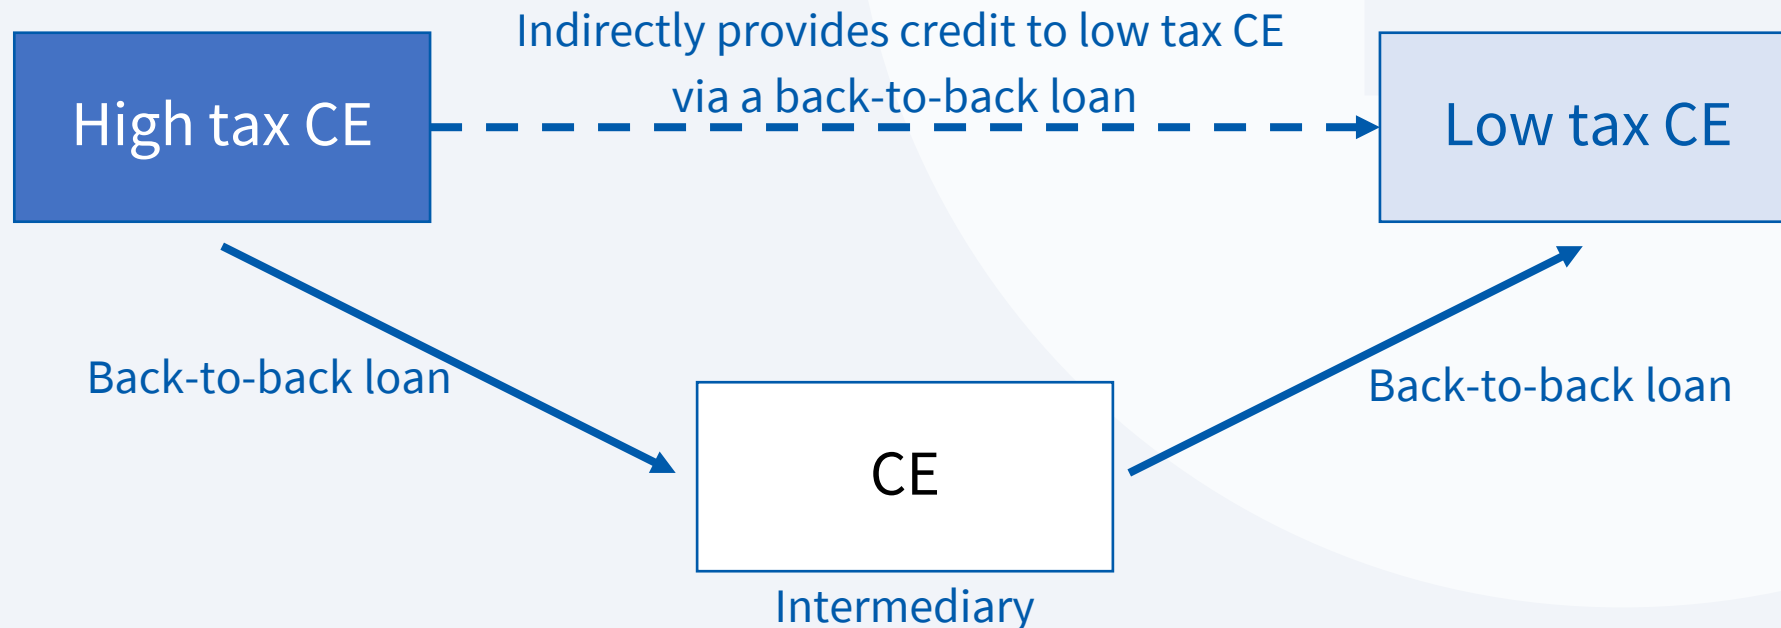 Indirectly provides credit to low tax CE
via a back-to-back loan
High tax CE
Low tax CE
Back-to-back loan
Back-to-back loan
CE
Intermediary